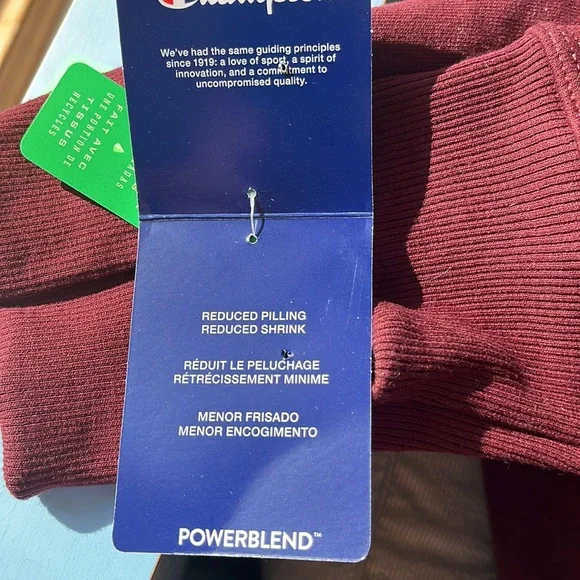 Champion
We've had the same guiding principles
since 1919: a love of sport, a spirit of
innovation, and a commitment to
uncompromised quality.
FAIT AVEC
UNE PORTION DE
TISSUS
RECYCLÉS
REDUCED PILLING
REDUCED SHRINK
RÉDUIT LE PELUCHAGE
RÉTRÉCISSEMENT MINIME
MENOR FRISADO
MENOR ENCOGIMENTO
POWERBLEND™